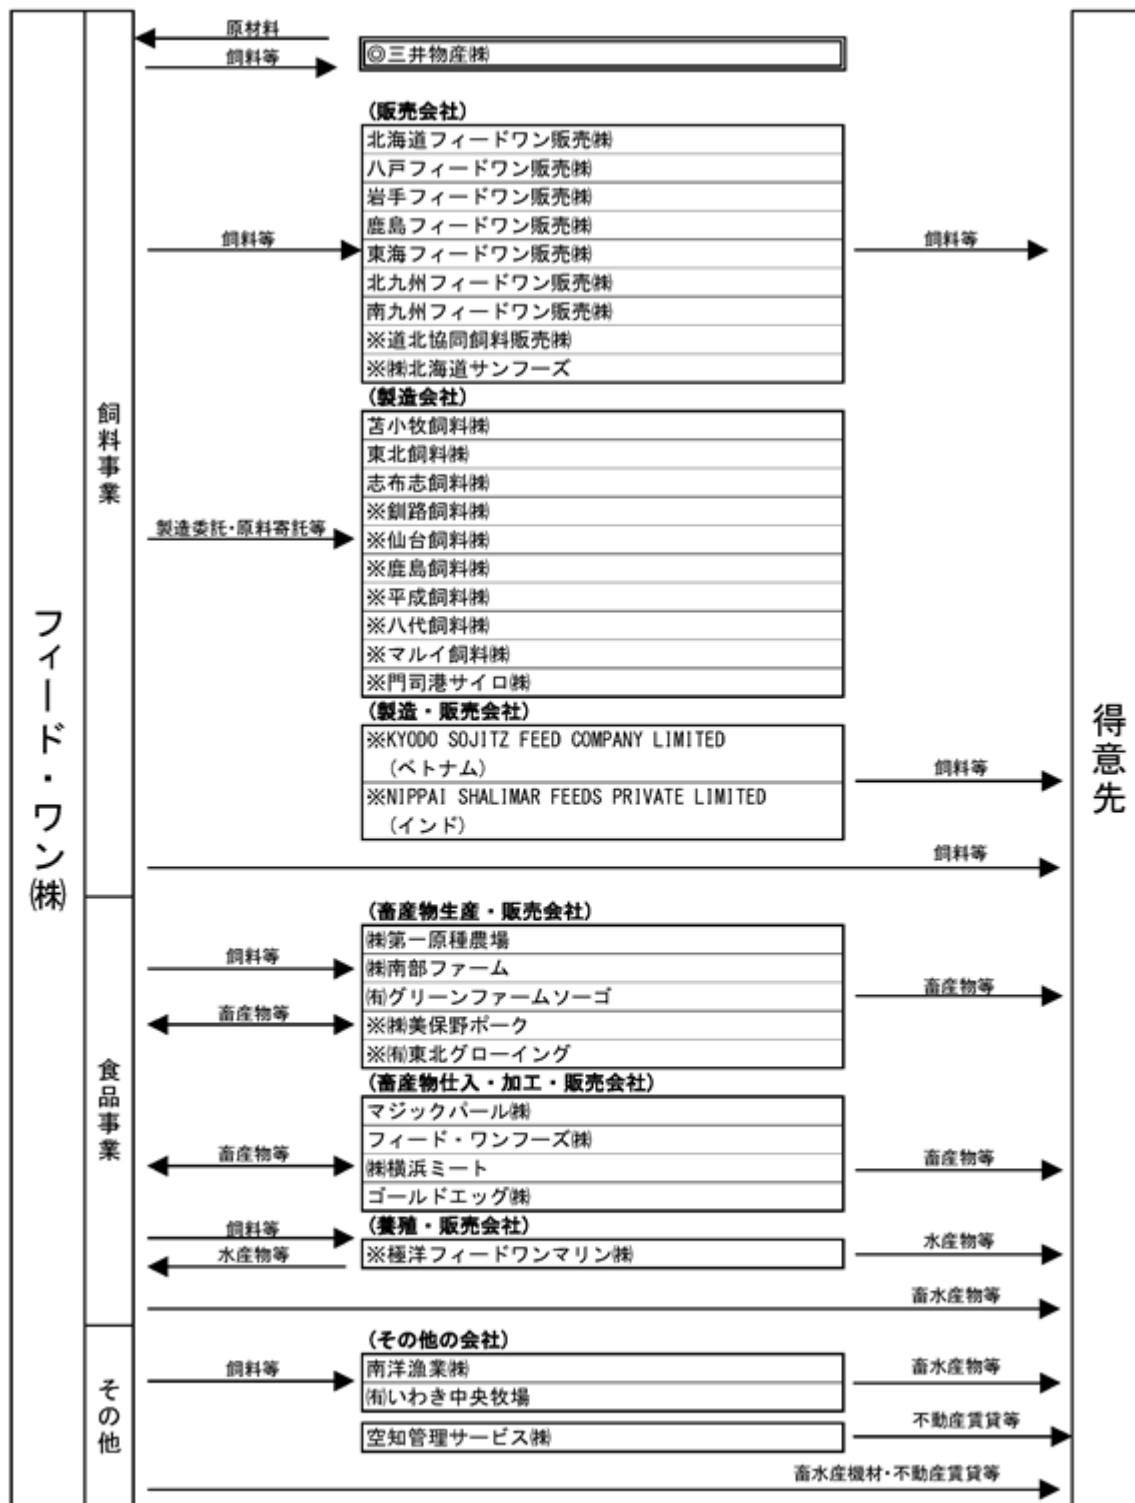 フィード・ワン㈱
飼料事業
原材料
飼料等
◎三井物産㈱
(販売会社)
北海道フィードワン販売㈱
八戸フィードワン販売㈱
岩手フィードワン販売㈱
鹿島フィードワン販売㈱
東海フィードワン販売㈱
北九州フィードワン販売㈱
南九州フィードワン販売㈱
※道北協同飼料販売㈱
※㈱北海道サンフーズ
飼料等
飼料等
(製造会社)
苫小牧飼料㈱
東北飼料㈱
志布志飼料㈱
※釧路飼料㈱
※仙台飼料㈱
※鹿島飼料㈱
※平成飼料㈱
※八代飼料㈱
※マルイ飼料㈱
※門司港サイロ㈱
製造委託・原料寄託等
(製造・販売会社)
※KYODO SOJITZ FEED COMPANY LIMITED
(ベトナム)
※NIPPAI SHALIMAR FEEDS PRIVATE LIMITED
(インド)
飼料等
飼料等
食品事業
(畜産物生産・販売会社)
㈱第一原種農場
㈱南部ファーム
㈲グリーンファームソーゴ
※㈱美保野ポーク
※㈲東北グローイング
飼料等
畜産物等
畜産物等
(畜産物仕入・加工・販売会社)
マジックパール㈱
フィード・ワンフーズ㈱
㈱横浜ミート
ゴールドエッグ㈱
畜産物等
畜産物等
(養殖・販売会社)
※極洋フィードワンマリン㈱
飼料等
水産物等
水産物等
畜水産物等
その他
(その他の会社)
南洋漁業㈱
㈲いわき中央牧場
飼料等
畜水産物等
空知管理サービス㈱
不動産賃貸等
畜水産機材・不動産賃貸等
得意先